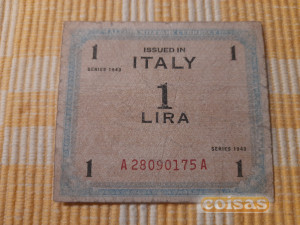 1 ISSUED IN 1
ITALY
SERIES 1943
1
LIRA
SERIES 1943
1 A 28090175 A 1
coisas